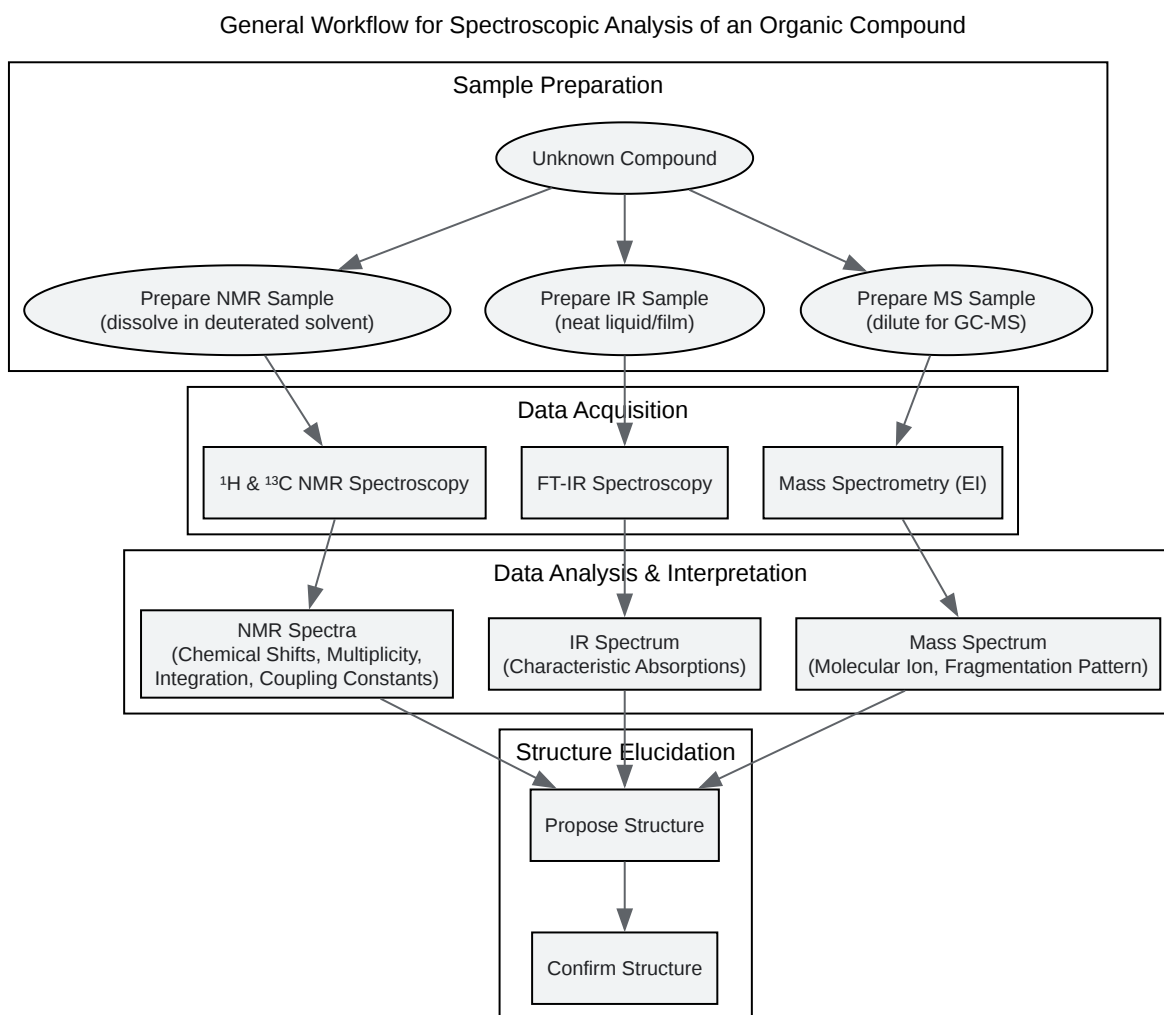 General Workflow for Spectroscopic Analysis of an Organic Compound
Sample Preparation
Unknown Compound
Prepare NMR Sample
(dissolve in deuterated solvent)
Prepare IR Sample
(neat liquid/film)
Prepare MS Sample
(dilute for GC-MS)
Data Acquisition
¹H & ¹³C NMR Spectroscopy
FT-IR Spectroscopy
Mass Spectrometry (EI)
Data Analysis & Interpretation
NMR Spectra
(Chemical Shifts, Multiplicity,
Integration, Coupling Constants)
IR Spectrum
(Characteristic Absorptions)
Mass Spectrum
(Molecular Ion, Fragmentation Pattern)
Structure Elucidation
Propose Structure
Confirm Structure